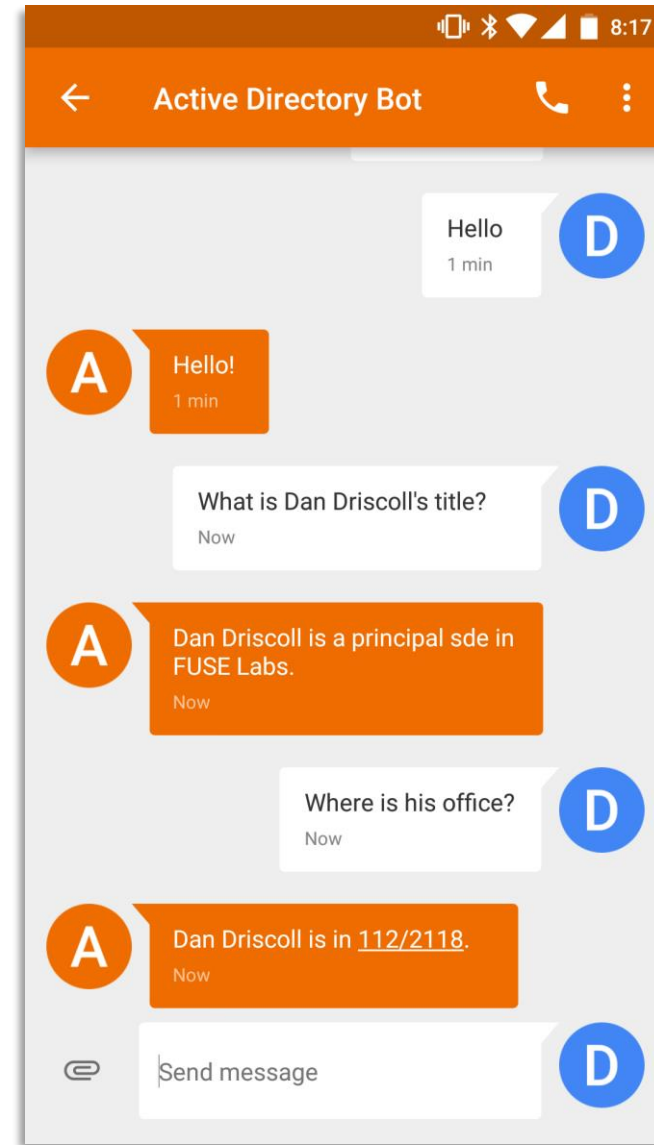 8:17
Active Directory Bot
Hello
1 min
D
A
Hello!
1 min
What is Dan Driscoll's title?
Now
D
A
Dan Driscoll is a principal sde in
FUSE Labs.
Now
Where is his office?
Now
D
A
Dan Driscoll is in 112/2118.
Now
Send message
D